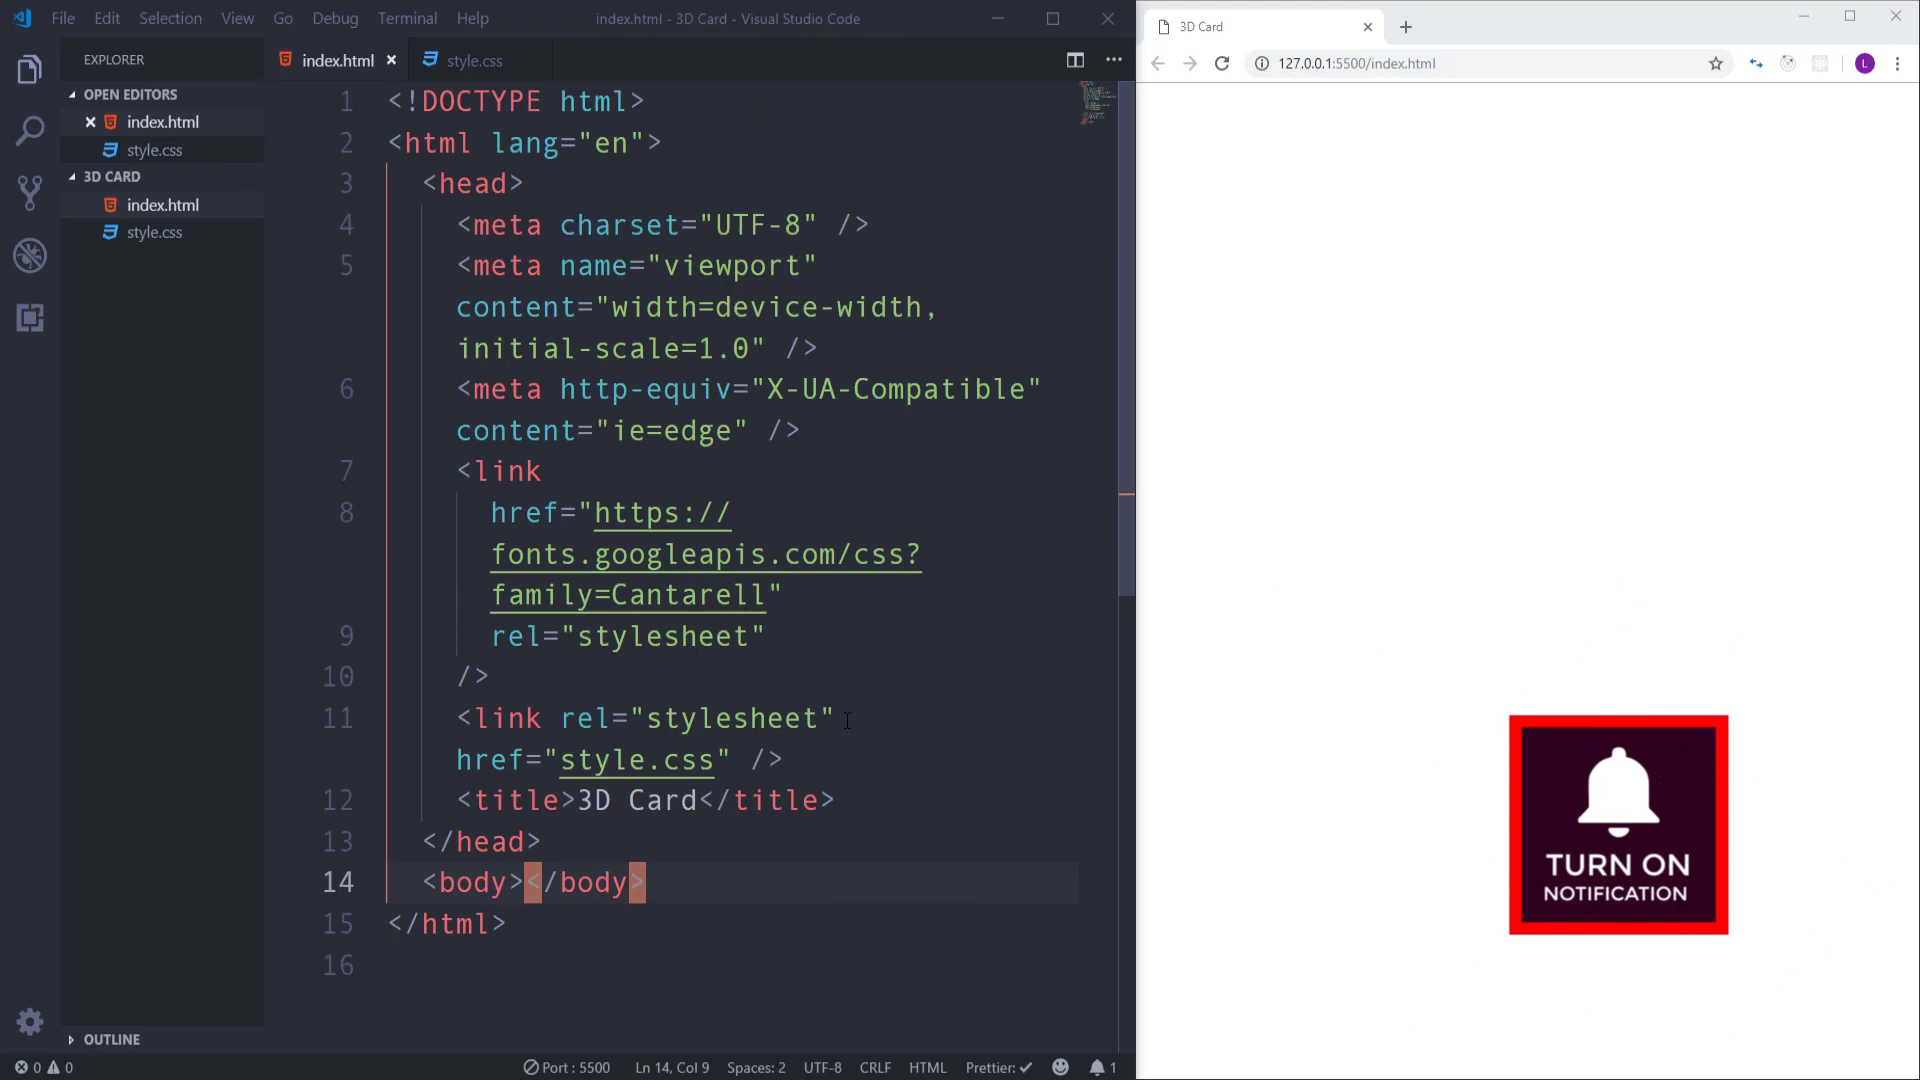 File Edit Selection View Go Debug Terminal Help
index.html - 3D Card - Visual Studio Code
EXPLORER
OPEN EDITORS
index.html
style.css
3D CARD
index.html
style.css
OUTLINE
index.html
style.css
1 <!DOCTYPE html>
2 <html lang="en">
3 <head>
4 <meta charset="UTF-8" />
5 <meta name="viewport"
content="width=device-width,
initial-scale=1.0" />
6 <meta http-equiv="X-UA-Compatible"
content="ie=edge" />
7 <link
8 href="https://
fonts.googleapis.com/css?
family=Cantarell"
9 rel="stylesheet"
10 />
11 <link rel="stylesheet"
href="style.css" />
12 <title>3D Card</title>
13 </head>
14 <body></body>
15 </html>
16
0 0
Port : 5500
Ln 14, Col 9
Spaces: 2
UTF-8
CRLF
HTML
Prettier: ✓
1
3D Card
127.0.0.1:5500/index.html
L
TURN ON
NOTIFICATION